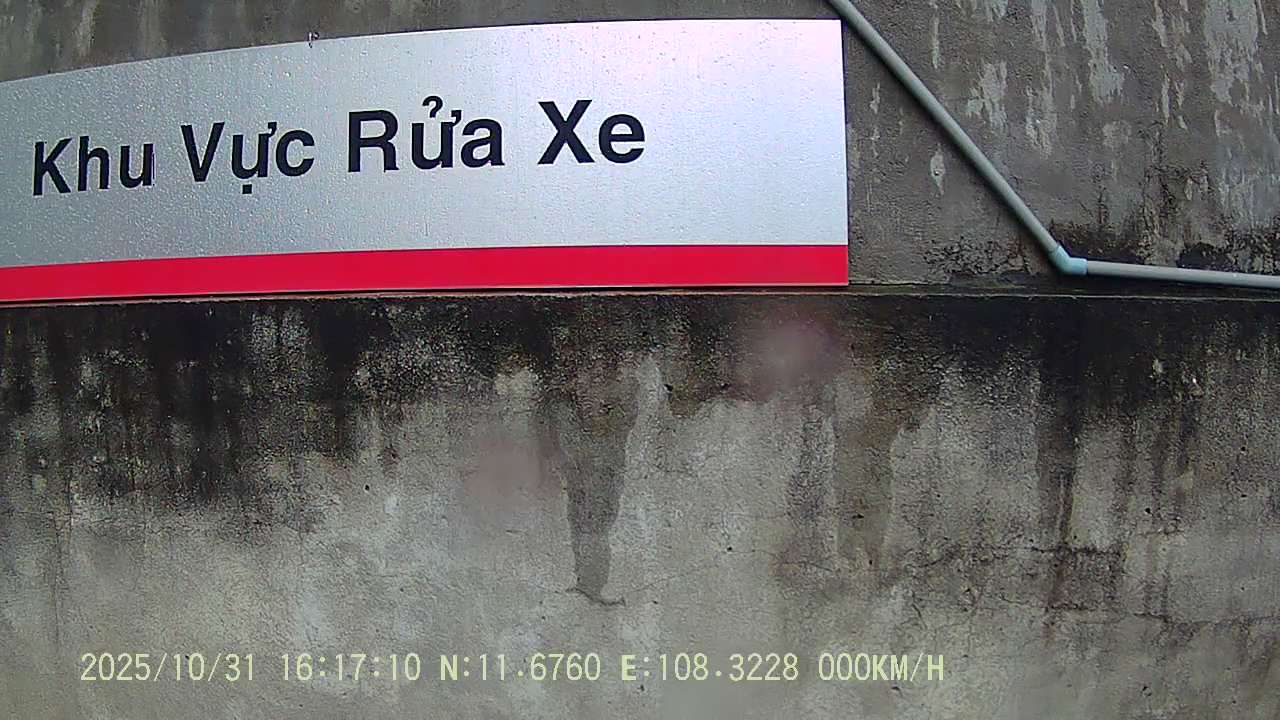 Khu Vực Rửa Xe
2025/10/31 16:17:10 N:11.6760 E:108.3228 000KM/H